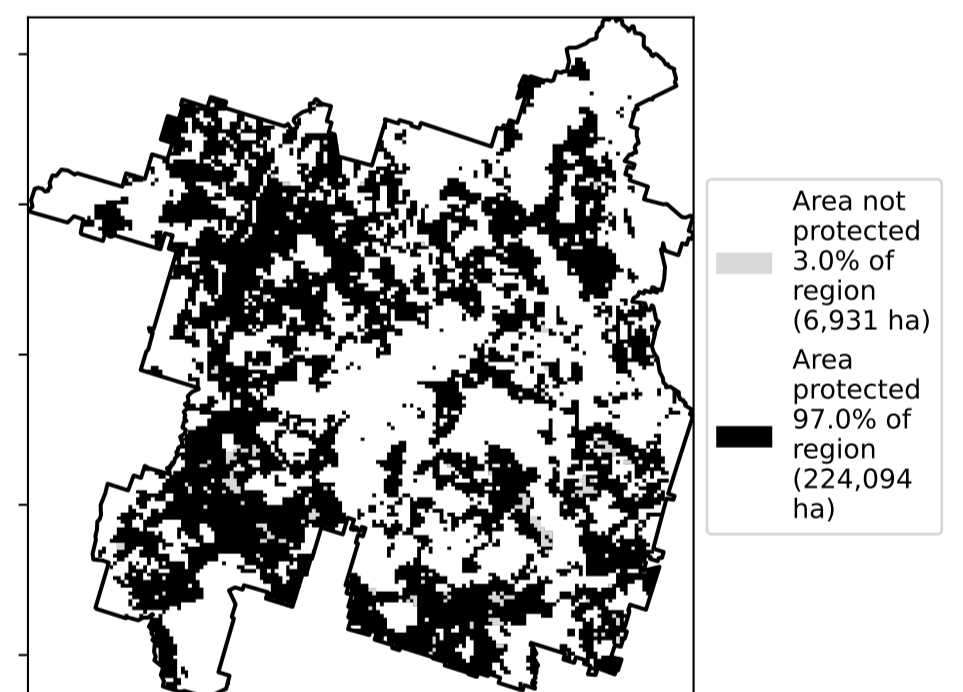 Area not
protected
3.0% of
region
(6,931 ha)
Area
protected
97.0% of
region
(224,094
ha)